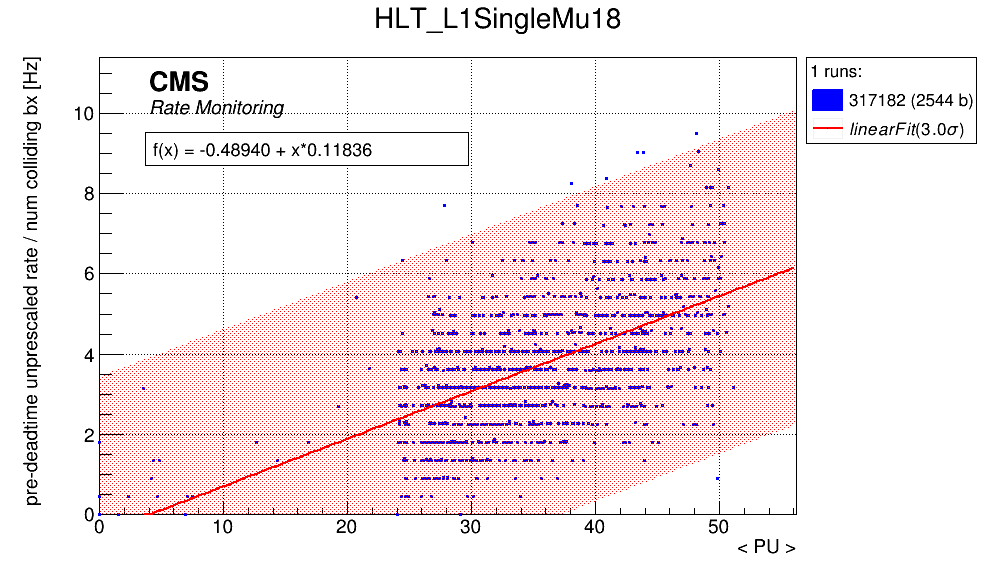 HLT_L1SingleMu18
pre-deadtime unprescaled rate / num colliding bx [Hz]
CMS
Rate Monitoring
f(x) = -0.48940 + x*0.11836
1 runs:
317182 (2544 b)
linearFit(3.0σ)
10
8
6
4
2
0
0 10 20 30 40 50
< PU >